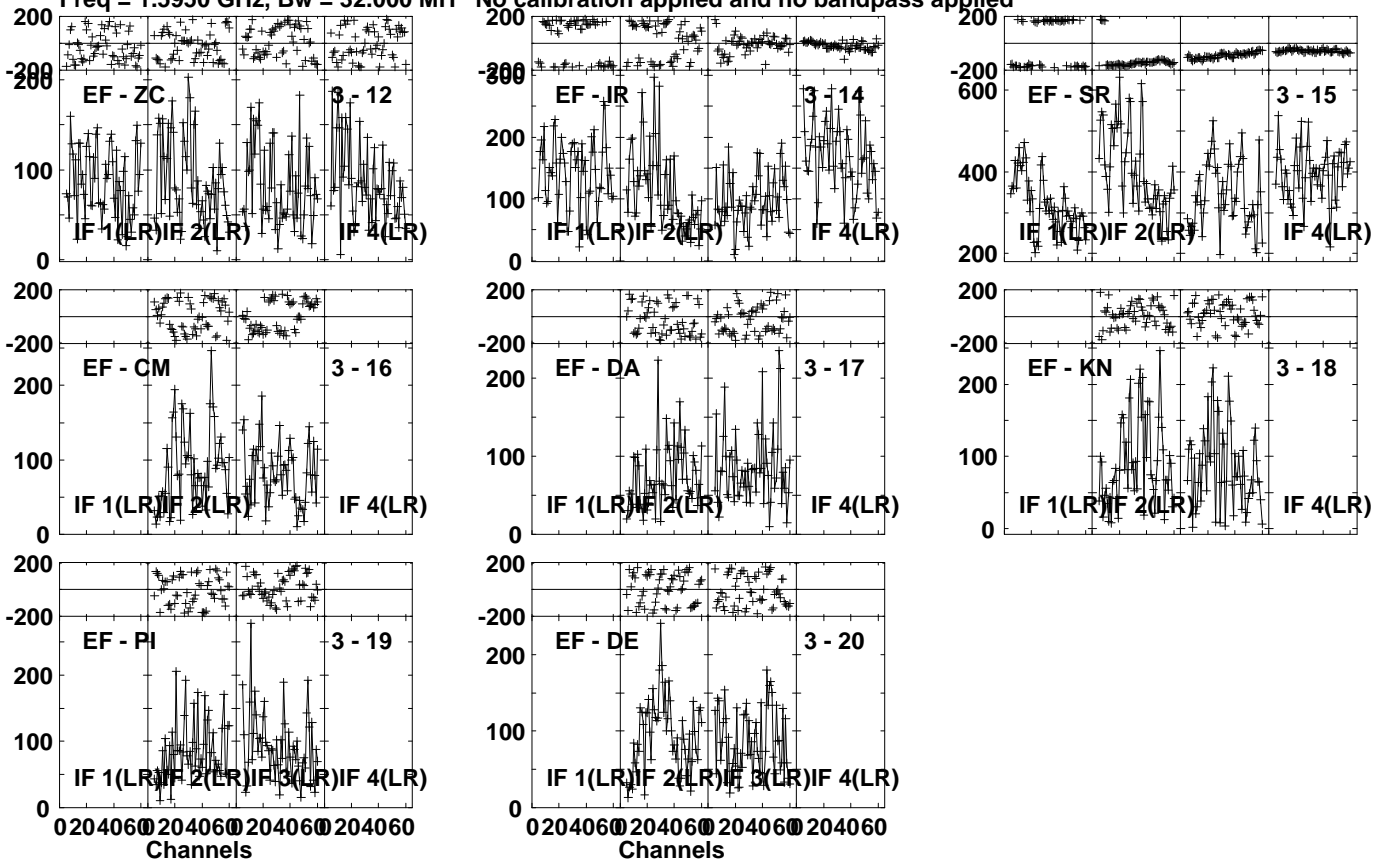 Freq = 1.5950 GHz, Bw = 32.000 MH No calibration applied and no bandpass applied
200
-200
200
100
0
EF - ZC
3 - 12
IF 1(LR)
IF 2(LR)
IF 4(LR)
300
200
100
0
EF - IR
3 - 14
IF 1(LR)
IF 2(LR)
IF 4(LR)
200
-200
600
400
200
EF - SR
3 - 15
IF 1(LR)
IF 2(LR)
IF 4(LR)
200
-200
200
100
0
EF - CM
3 - 16
IF 1(LR)
IF 2(LR)
IF 4(LR)
200
100
0
EF - DA
3 - 17
IF 1(LR)
IF 2(LR)
IF 4(LR)
200
-200
200
100
0
EF - KN
3 - 18
IF 1(LR)
IF 2(LR)
IF 4(LR)
200
-200
200
100
0
EF - PI
3 - 19
IF 1(LR)
IF 2(LR)
IF 3(LR)
IF 4(LR)
0 20 40 60 0 20 40 60 0 20 40 60 0 20 40 60
Channels
200
100
0
EF - DE
3 - 20
IF 1(LR)
IF 2(LR)
IF 3(LR)
IF 4(LR)
0 20 40 60 0 20 40 60 0 20 40 60 0 20 40 60
Channels